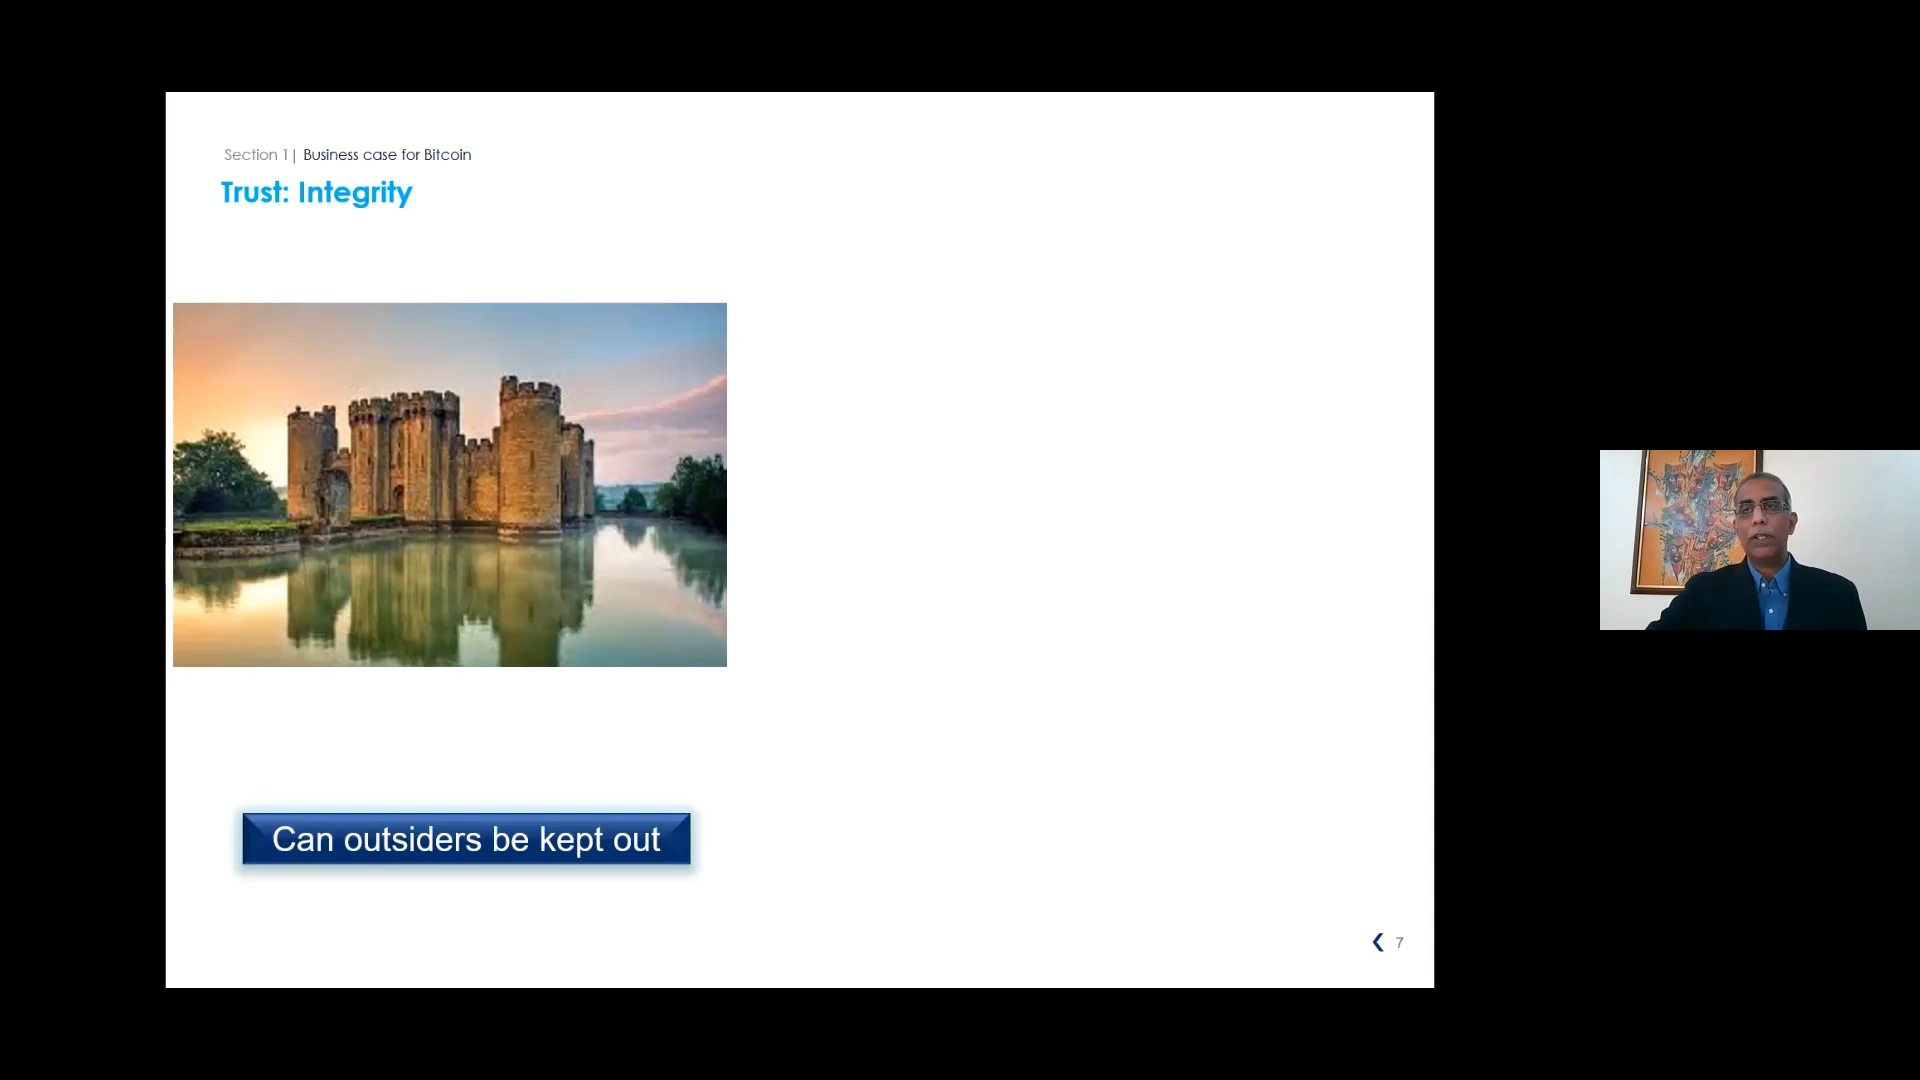 Section 1| Business case for Bitcoin
Trust: Integrity
Can outsiders be kept out
7